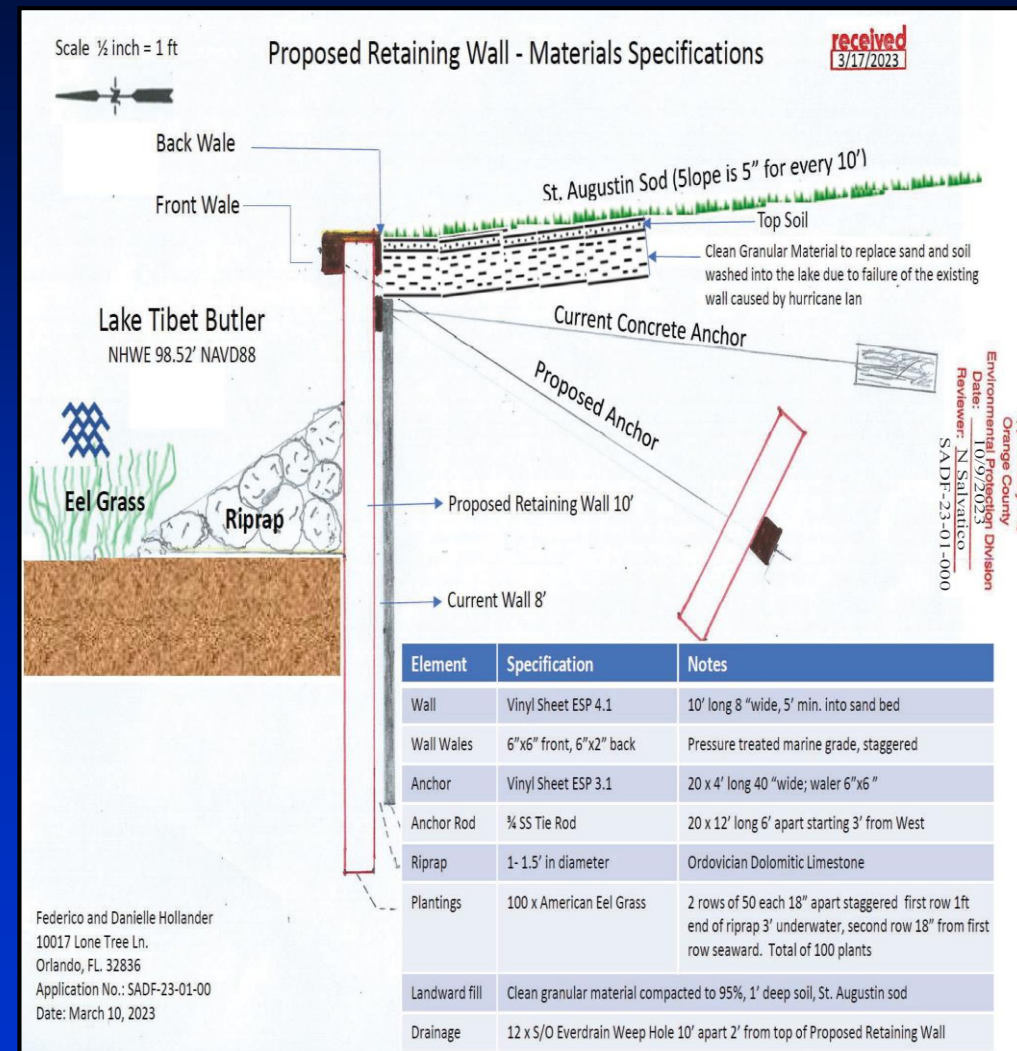 Scale ½ inch = 1 ft
Proposed Retaining Wall - Materials Specifications
received
3/17/2023
N
Back Wale
Front Wale
St. Augustin Sod (Slope is 5” for every 10’)
Top Soil
Clean Granular Material to replace sand and soil
washed into the lake due to failure of the existing
wall caused by hurricane Ian
Lake Tibet Butler
NHWE 98.52’ NAVD88
Current Concrete Anchor
Proposed Anchor
Orange County
Environmental Protection Division
Date: 10/9/2023
Reviewer: N Salvatico
SADF-23-01-000
Eel Grass
Riprap
Proposed Retaining Wall 10’
Current Wall 8’
Element Specification Notes
Wall Vinyl Sheet ESP 4.1 10’ long 8 “wide, 5’ min. into sand bed
Wall Wales 6”x6” front, 6”x2” back Pressure treated marine grade, staggered
Anchor Vinyl Sheet ESP 3.1 20 x 4’ long 40 “wide; waler 6”x6 “
Anchor Rod ¾ SS Tie Rod 20 x 12’ long 6’ apart starting 3’ from West
Riprap 1- 1.5’ in diameter Ordovician Dolomitic Limestone
Plantings 100 x American Eel Grass 2 rows of 50 each 18” apart staggered first row 1ft
end of riprap 3’ underwater, second row 18” from first
row seaward. Total of 100 plants
Landward fill Clean granular material compacted to 95%, 1’ deep soil, St. Augustin sod
Drainage 12 x S/O Everdrain Weep Hole 10’ apart 2’ from top of Proposed Retaining Wall
Federico and Danielle Hollander
10017 Lone Tree Ln.
Orlando, FL. 32836
Application No.: SADF-23-01-00
Date: March 10, 2023